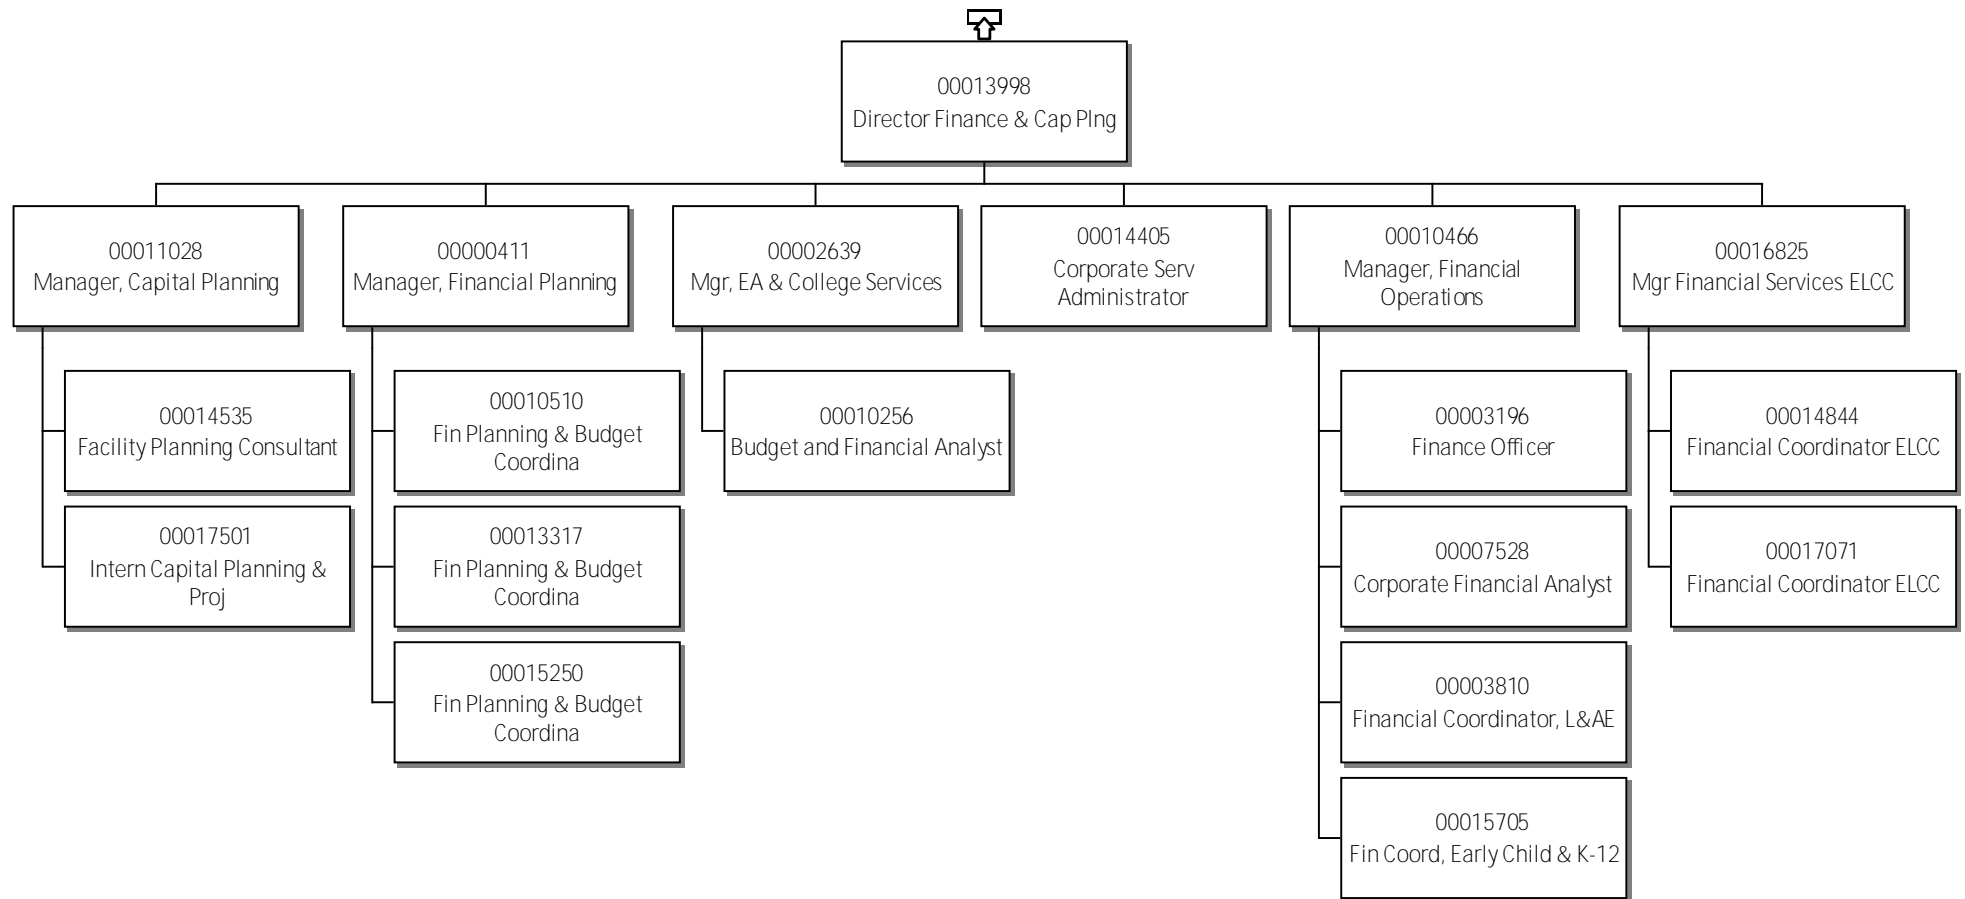 00013998
Director Finance & Cap Plng
00011028
Manager, Capital Planning
00000411
Manager, Financial Planning
00002639
Mgr, EA & College Services
00014405
Corporate Serv
Administrator
00010466
Manager, Financial
Operations
00016825
Mgr Financial Services ELCC
00014535
Facility Planning Consultant
00017501
Intern Capital Planning &
Proj
00010510
Fin Planning & Budget
Coordina
00013317
Fin Planning & Budget
Coordina
00015250
Fin Planning & Budget
Coordina
00010256
Budget and Financial Analyst
00003196
Finance Officer
00007528
Corporate Financial Analyst
00003810
Financial Coordinator, L&AE
00015705
Fin Coord, Early Child & K-12
00014844
Financial Coordinator ELCC
00017071
Financial Coordinator ELCC